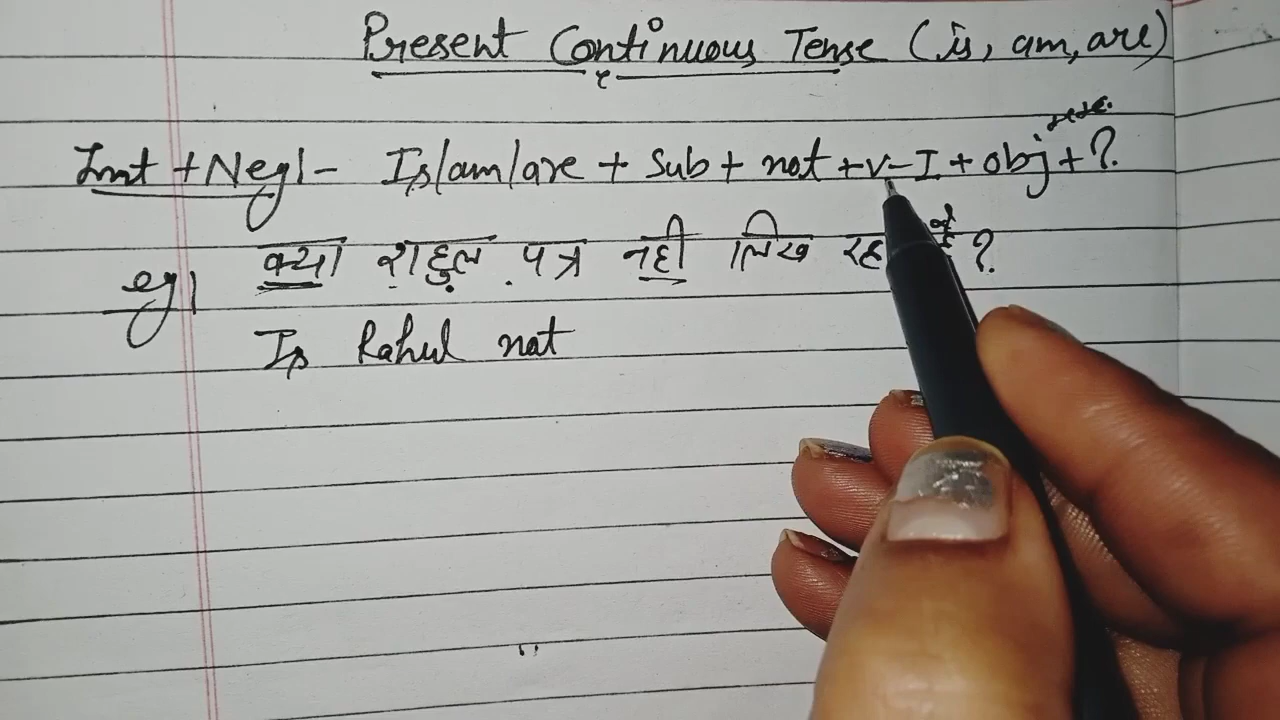 Present Continuous Tense (is, am, are)
Int + Neg/- Is/am/are + Sub + not + v-I + obj + ?
eg/ क्या राहुल पत्र नही लिख रहा है ?
Is Rahul not